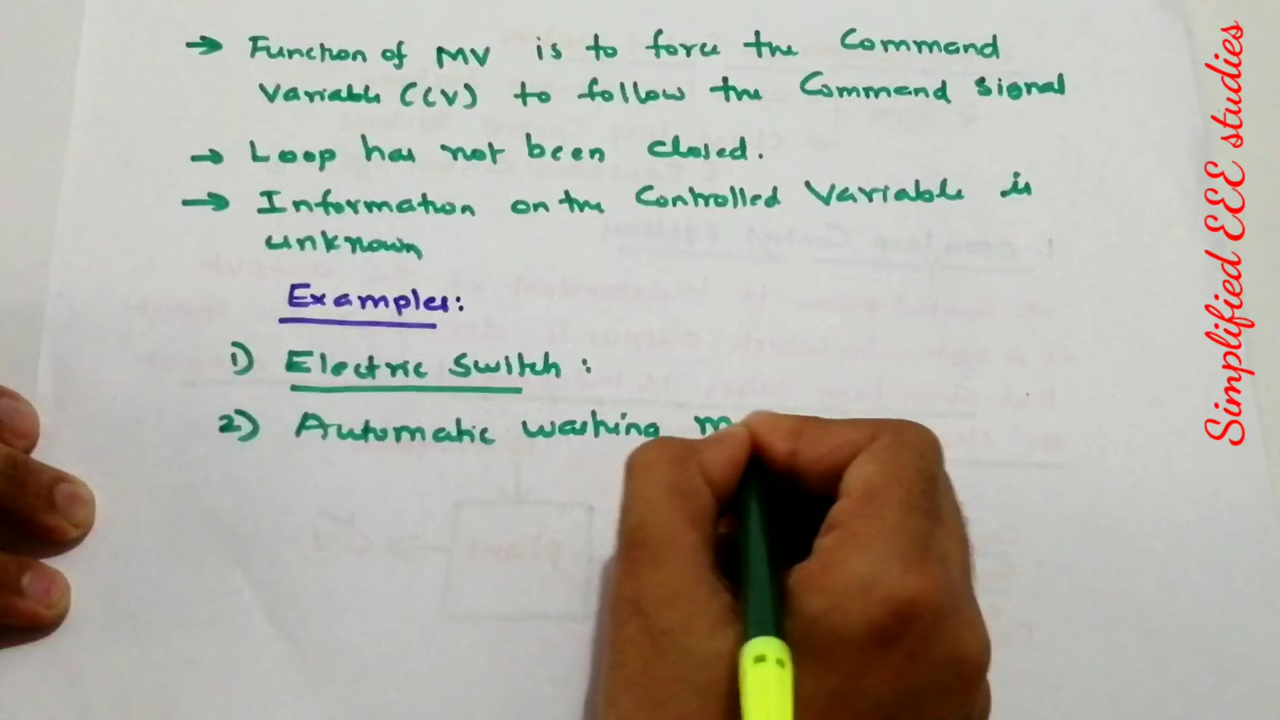 → Function of MV is to force the Command
Variable (CV) to follow the Command Signal
→ Loop has not been closed.
→ Information on the Controlled Variable is
unknown
Examples:
1) Electric Switch :
2) Automatic washing m
Simplified EEE studies